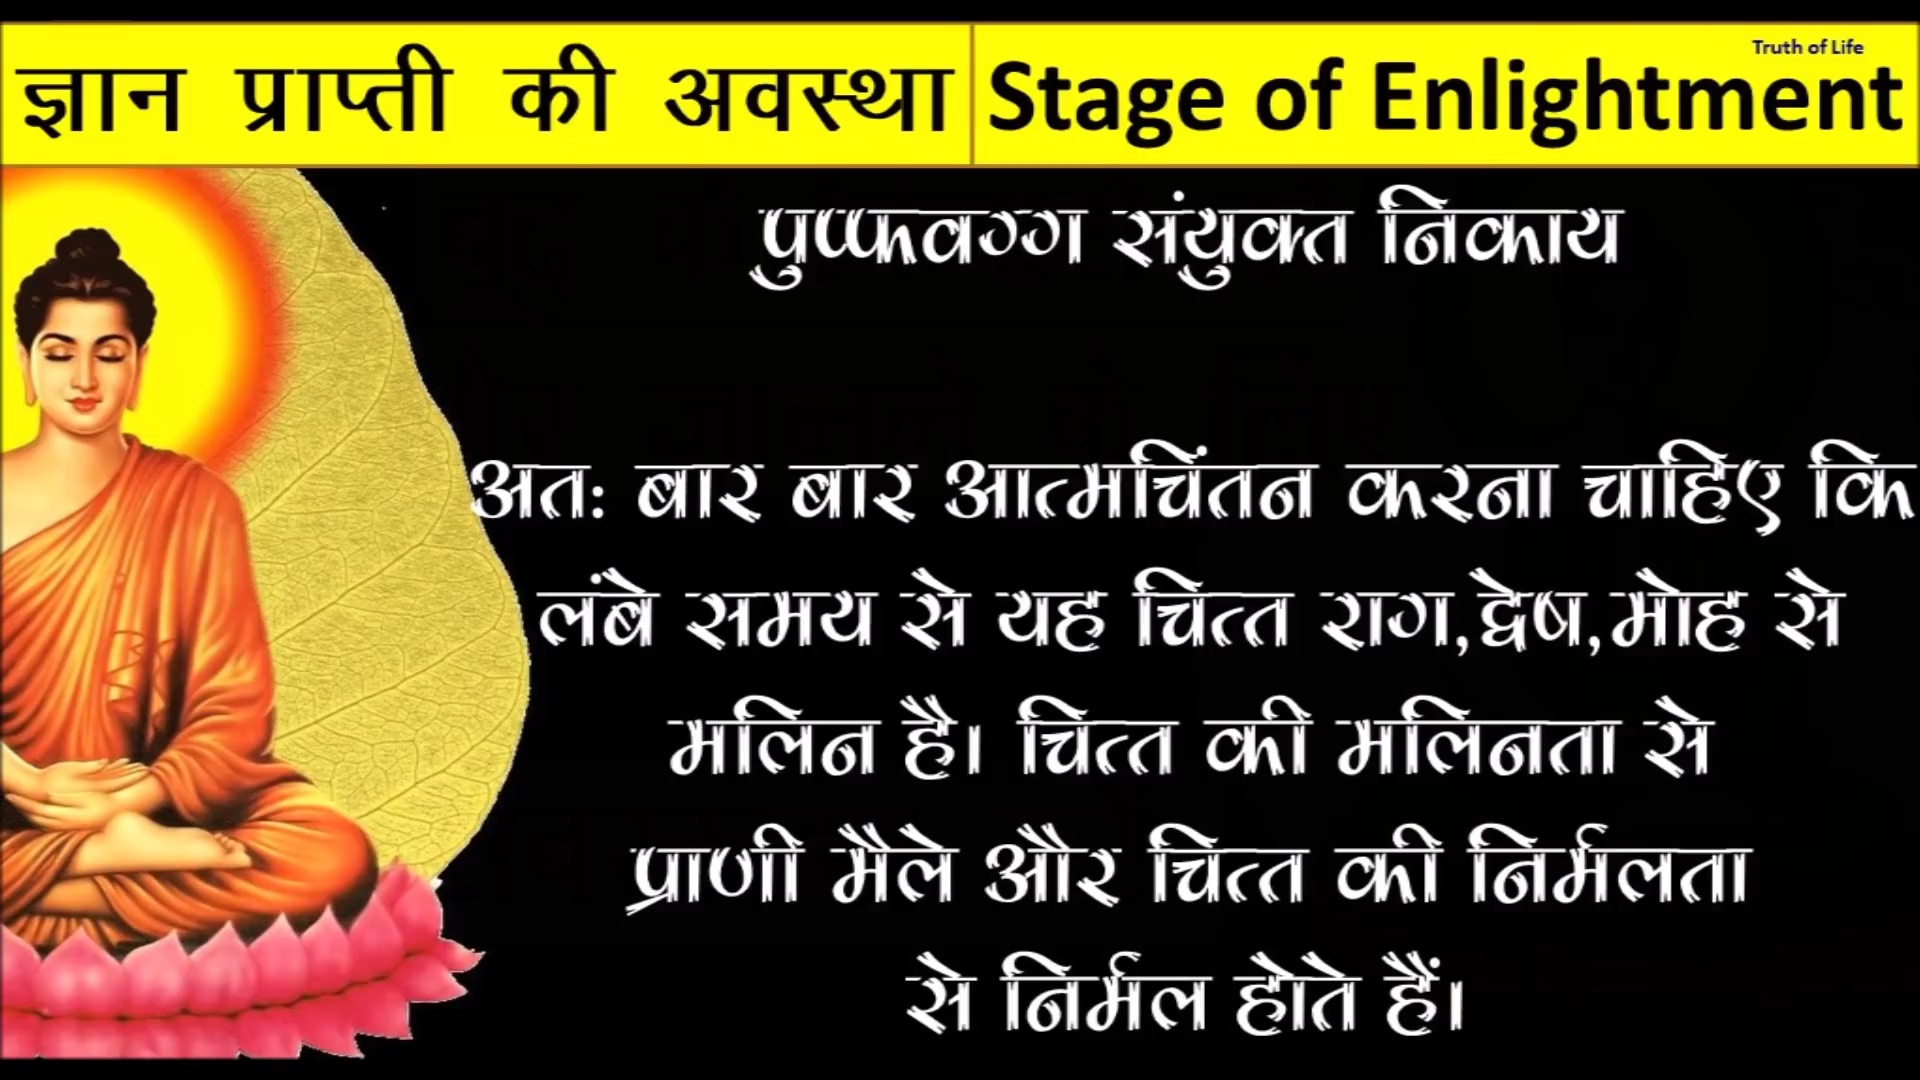 Truth of Life
ज्ञान प्राप्ती की अवस्था Stage of Enlightment
पुप्फवग्ग संयुक्त निकाय
अतः बार बार आत्मचिंतन करना चाहिए कि
लंबे समय से यह चित्त राग,द्वेष,मोह से
मलिन है। चित्त की मलिनता से
प्राणी मैले और चित्त की निर्मलता
से निर्मल होते हैं।